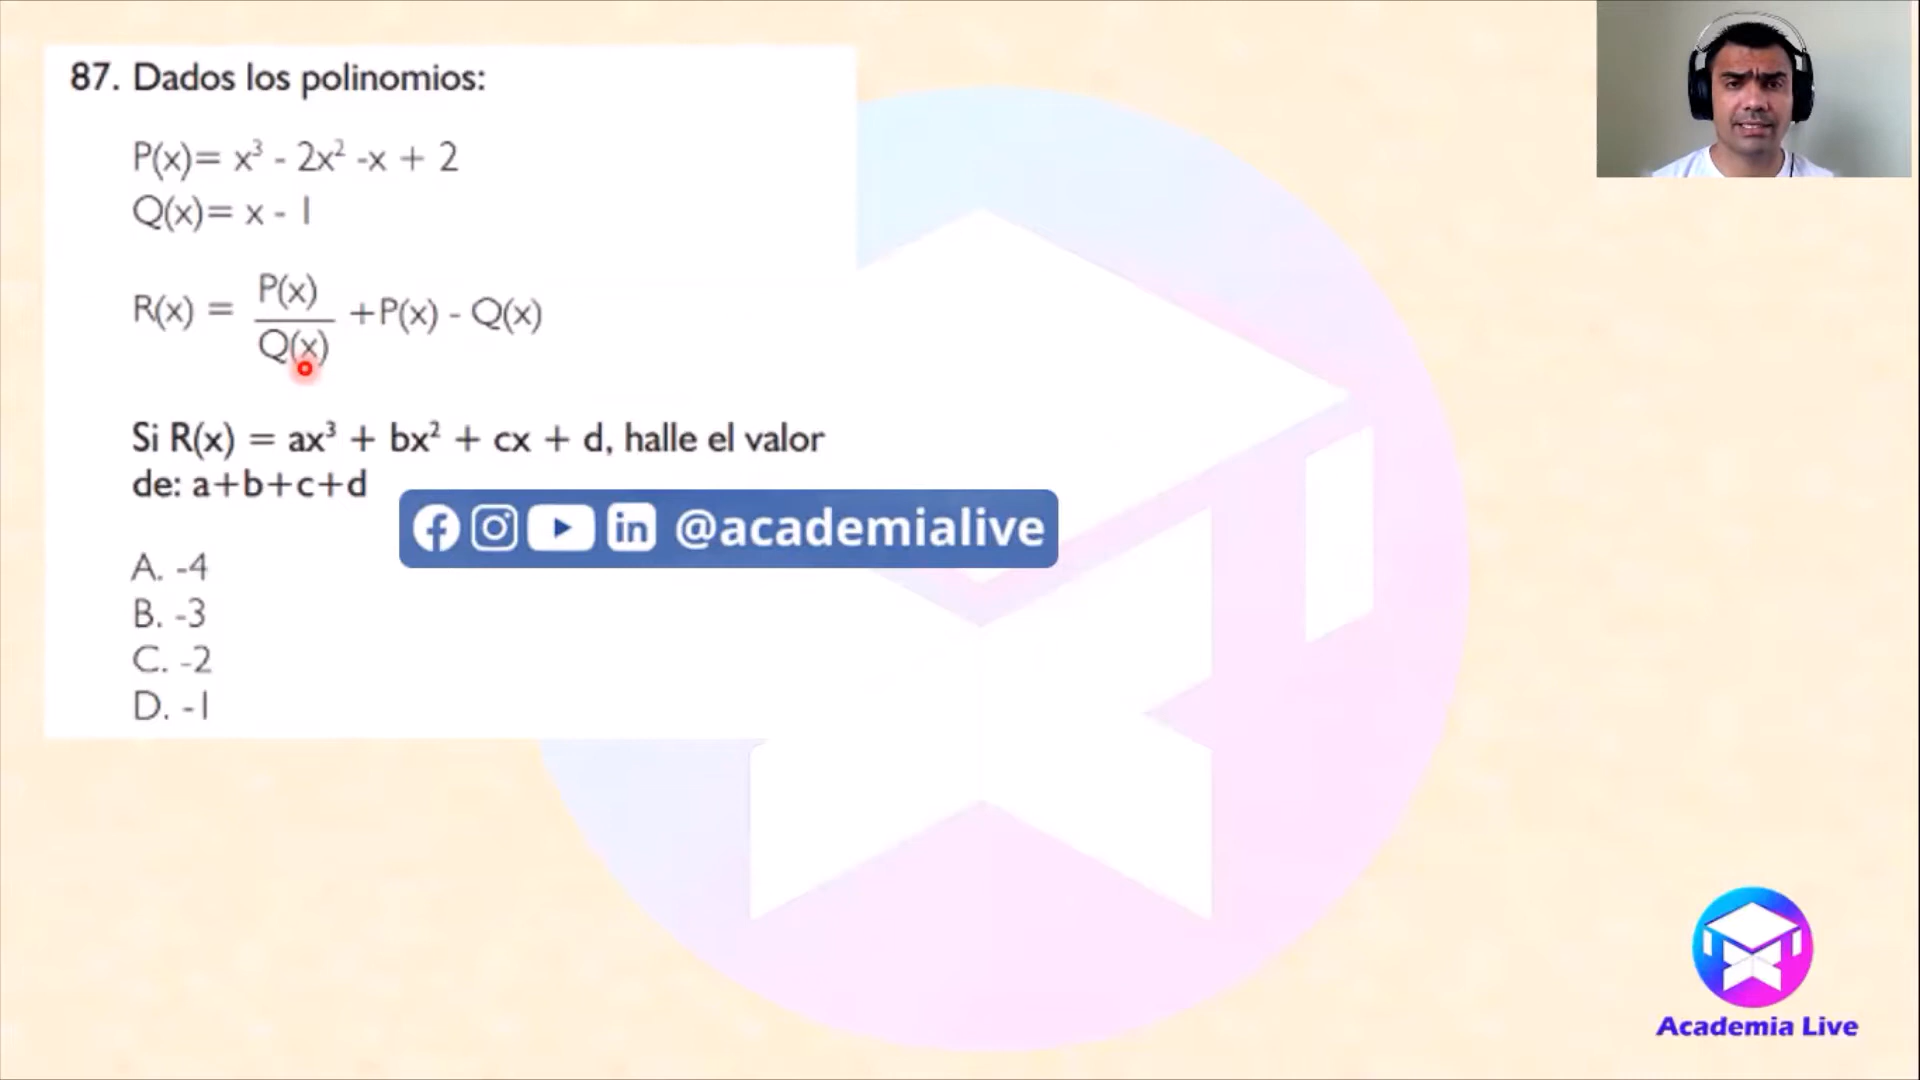 87. Dados los polinomios:
P(x)= x³ - 2x² -x + 2
Q(x)= x - 1
R(x) = P(x)/Q(x) +P(x) - Q(x)
Si R(x) = ax³ + bx² + cx + d, halle el valor
de: a+b+c+d
@academialive
A. -4
B. -3
C. -2
D. -1
Academia Live